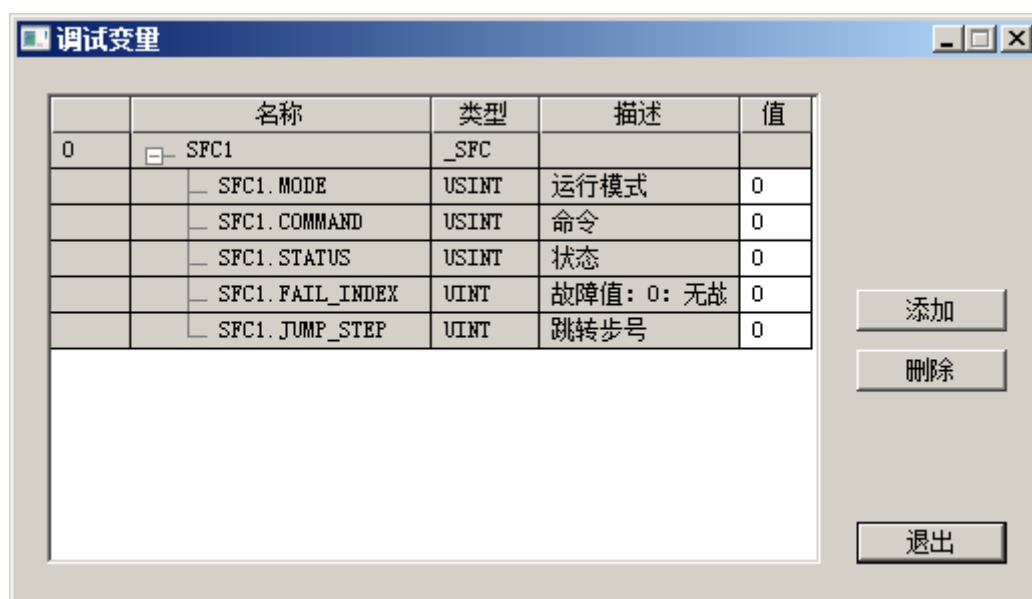 调试变量
名称 类型 描述 值
0 SFC1 _SFC
SFC1.MODE USINT 运行模式 0
SFC1.COMMAND USINT 命令 0
SFC1.STATUS USINT 状态 0
SFC1.FAIL_INDEX UINT 故障值: 0: 无 0
SFC1.JUMP_STEP UINT 跳转步号 0
添加
删除
退出